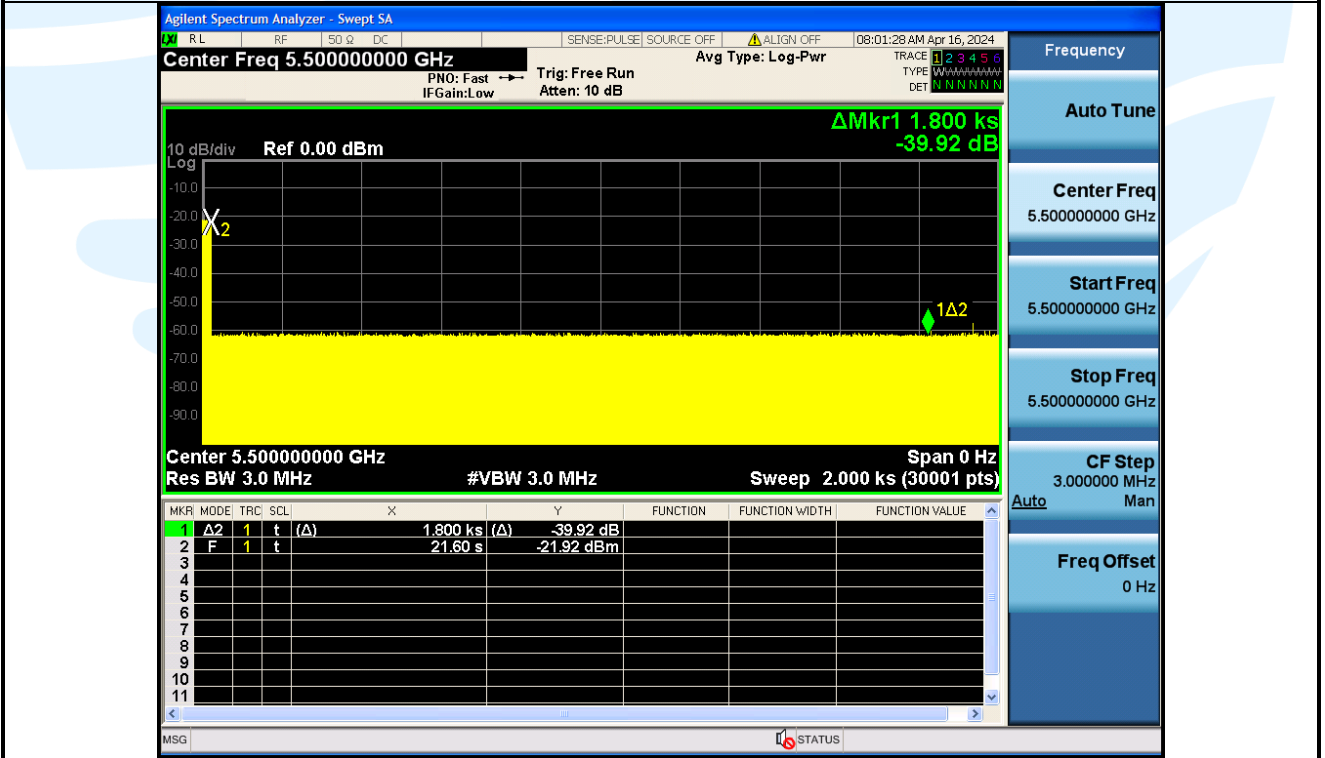 Agilent Spectrum Analyzer - Swept SA
LXI RL RF 50 Ω DC SENSE:PULSE SOURCE OFF ALIGN OFF 08:01:28 AM Apr 16, 2024
Center Freq 5.500000000 GHz
PNO: Fast
IFGain:Low
Trig: Free Run
Atten: 10 dB
Avg Type: Log-Pwr
TRACE 1 2 3 4 5 6
TYPE WWWWWW
DET N N N N N N
ΔMkr1 1.800 ks
-39.92 dB
10 dB/div Ref 0.00 dBm
Log
-10.0
-20.0
-30.0
-40.0
-50.0
-60.0
-70.0
-80.0
-90.0
2
1Δ2
Center 5.500000000 GHz Span 0 Hz
Res BW 3.0 MHz #VBW 3.0 MHz Sweep 2.000 ks (30001 pts)
MKR MODE TRC SCL X Y FUNCTION FUNCTION WIDTH FUNCTION VALUE
1 Δ2 1 t (Δ) 1.800 ks (Δ) -39.92 dB
2 F 1 t 21.60 s -21.92 dBm
3
4
5
6
7
8
9
10
11
MSG STATUS
Frequency
Auto Tune
Center Freq
5.500000000 GHz
Start Freq
5.500000000 GHz
Stop Freq
5.500000000 GHz
CF Step
3.000000 MHz
Auto Man
Freq Offset
0 Hz